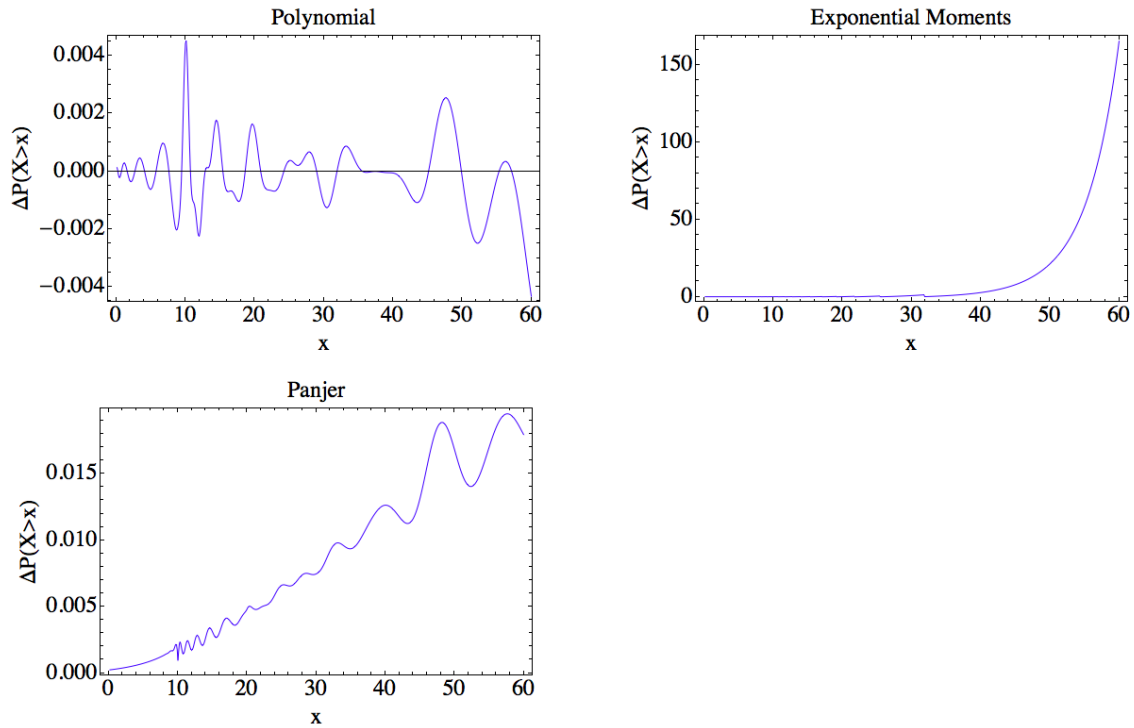 Polynomial
0.004
0.002
0.000
−0.002
−0.004
ΔP(X>x)
0 10 20 30 40 50 60
x
Exponential Moments
150
100
50
0
ΔP(X>x)
0 10 20 30 40 50 60
x
Panjer
0.015
0.010
0.005
0.000
ΔP(X>x)
0 10 20 30 40 50 60
x